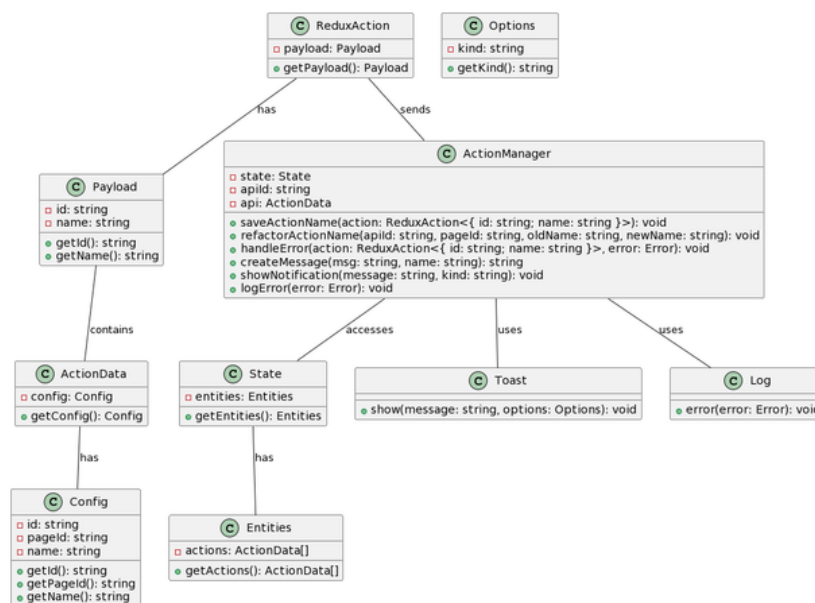 C ReduxAction
payload: Payload
getPayload(): Payload
C Options
kind: string
getKind(): string
has
sends
C ActionManager
state: State
apiId: string
api: ActionData
saveActionName(action: ReduxAction<{ id: string; name: string }>): void
refactorActionName(apiId: string, pageId: string, oldName: string, newName: string): void
handleError(action: ReduxAction<{ id: string; name: string }>, error: Error): void
createMessage(msg: string, name: string): string
showNotification(message: string, kind: string): void
logError(error: Error): void
C Payload
id: string
name: string
getId(): string
getName(): string
contains
accesses
uses
uses
C ActionData
config: Config
getConfig(): Config
C State
entities: Entities
getEntities(): Entities
C Toast
show(message: string, options: Options): void
C Log
error(error: Error): void
has
has
C Config
id: string
pageId: string
name: string
getId(): string
getPageId(): string
getName(): string
C Entities
actions: ActionData[]
getActions(): ActionData[]